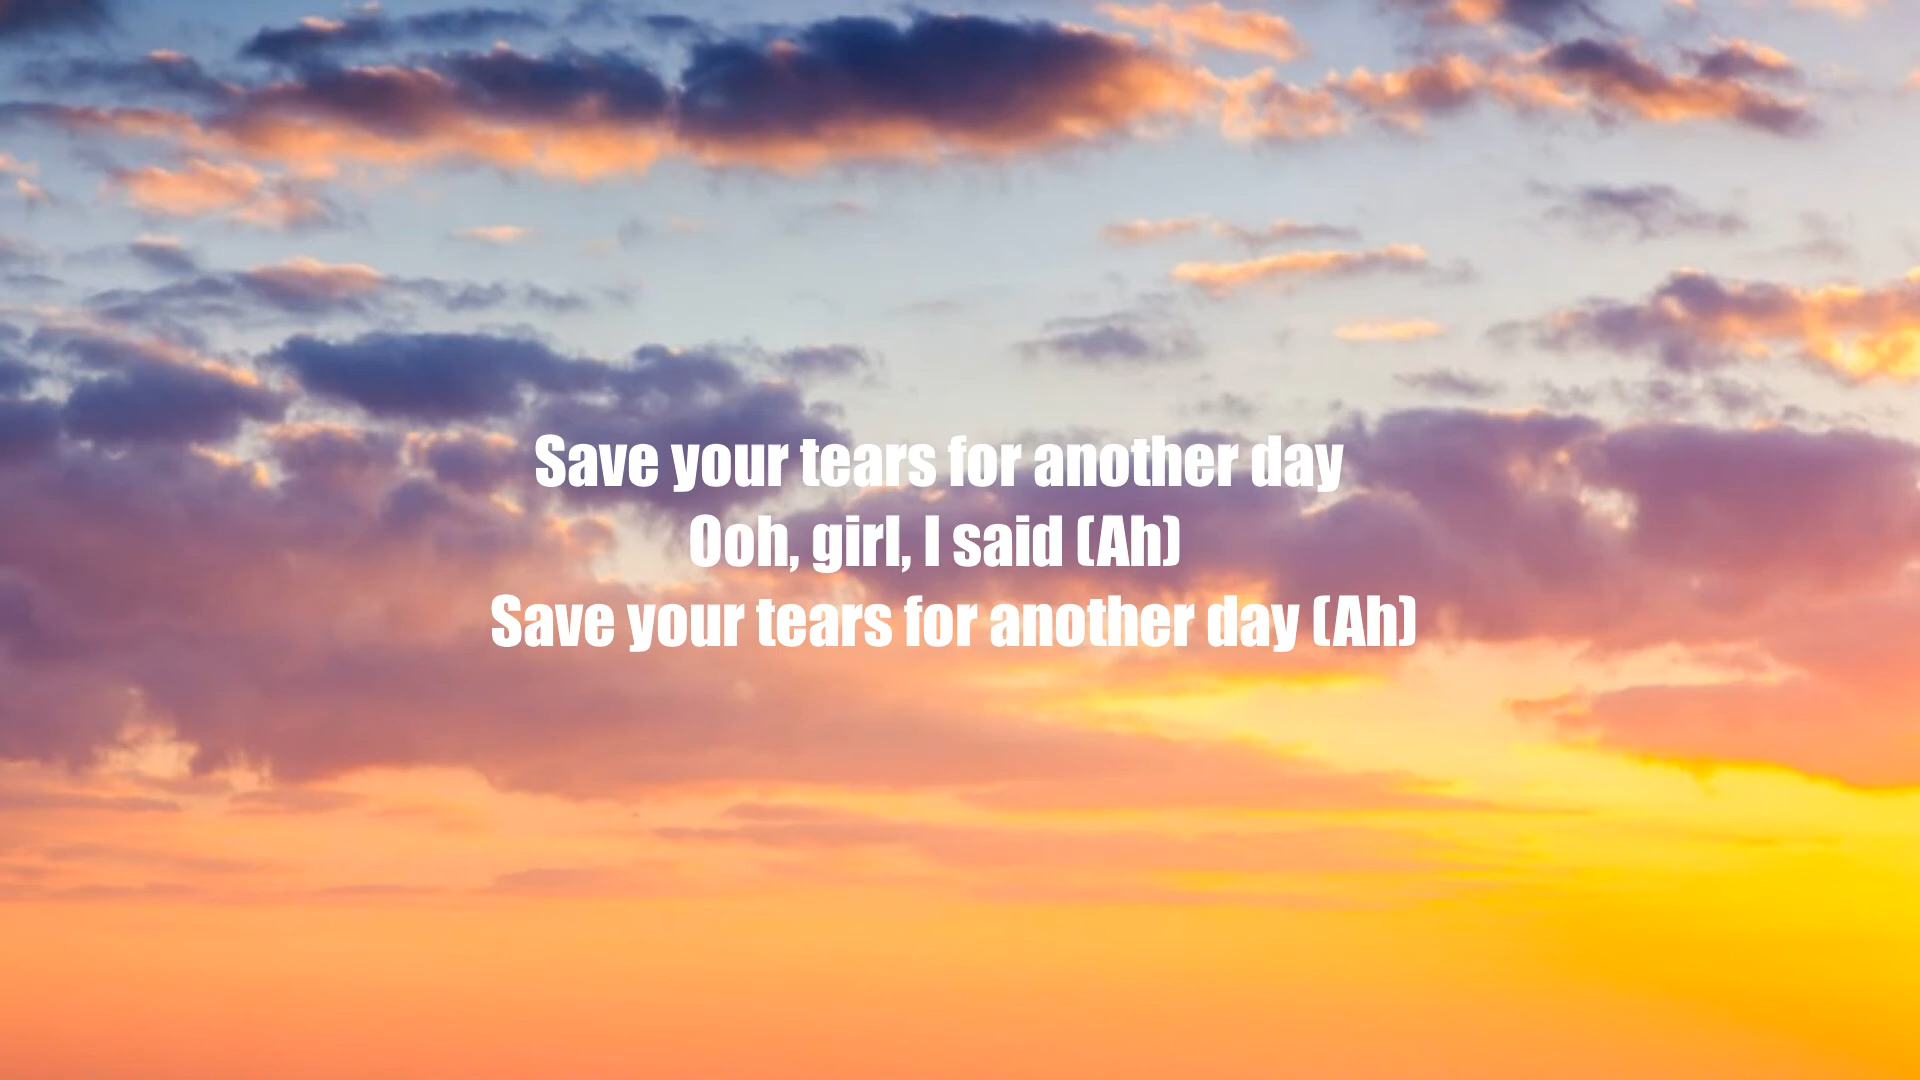 Save your tears for another day
Ooh, girl, I said (Ah)
Save your tears for another day (Ah)